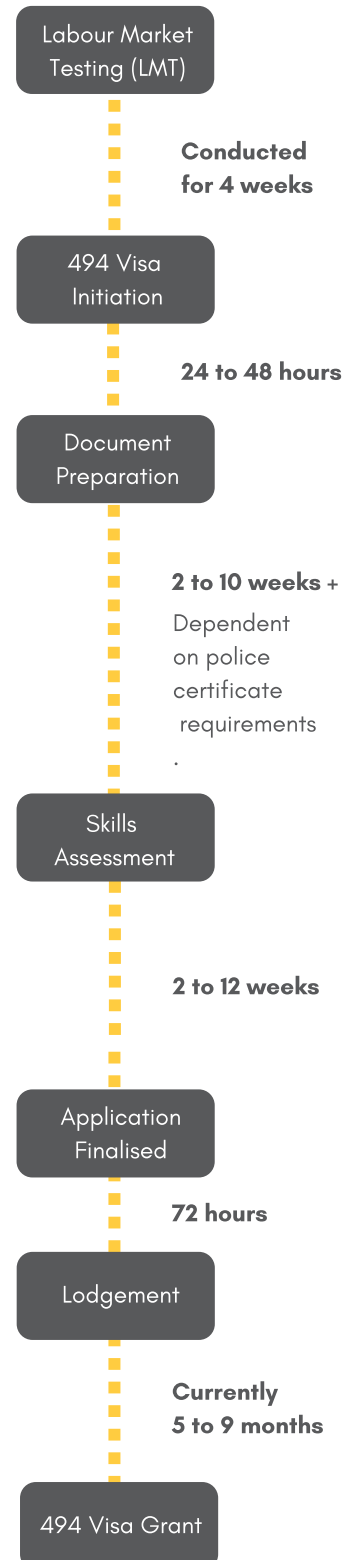 Labour Market
Testing (LMT)
Conducted
for 4 weeks
494 Visa
Initiation
24 to 48 hours
Document
Preparation
2 to 10 weeks +
Dependent
on police
certificate
requirements
.
Skills
Assessment
2 to 12 weeks
Application
Finalised
72 hours
Lodgement
Currently
5 to 9 months
494 Visa Grant